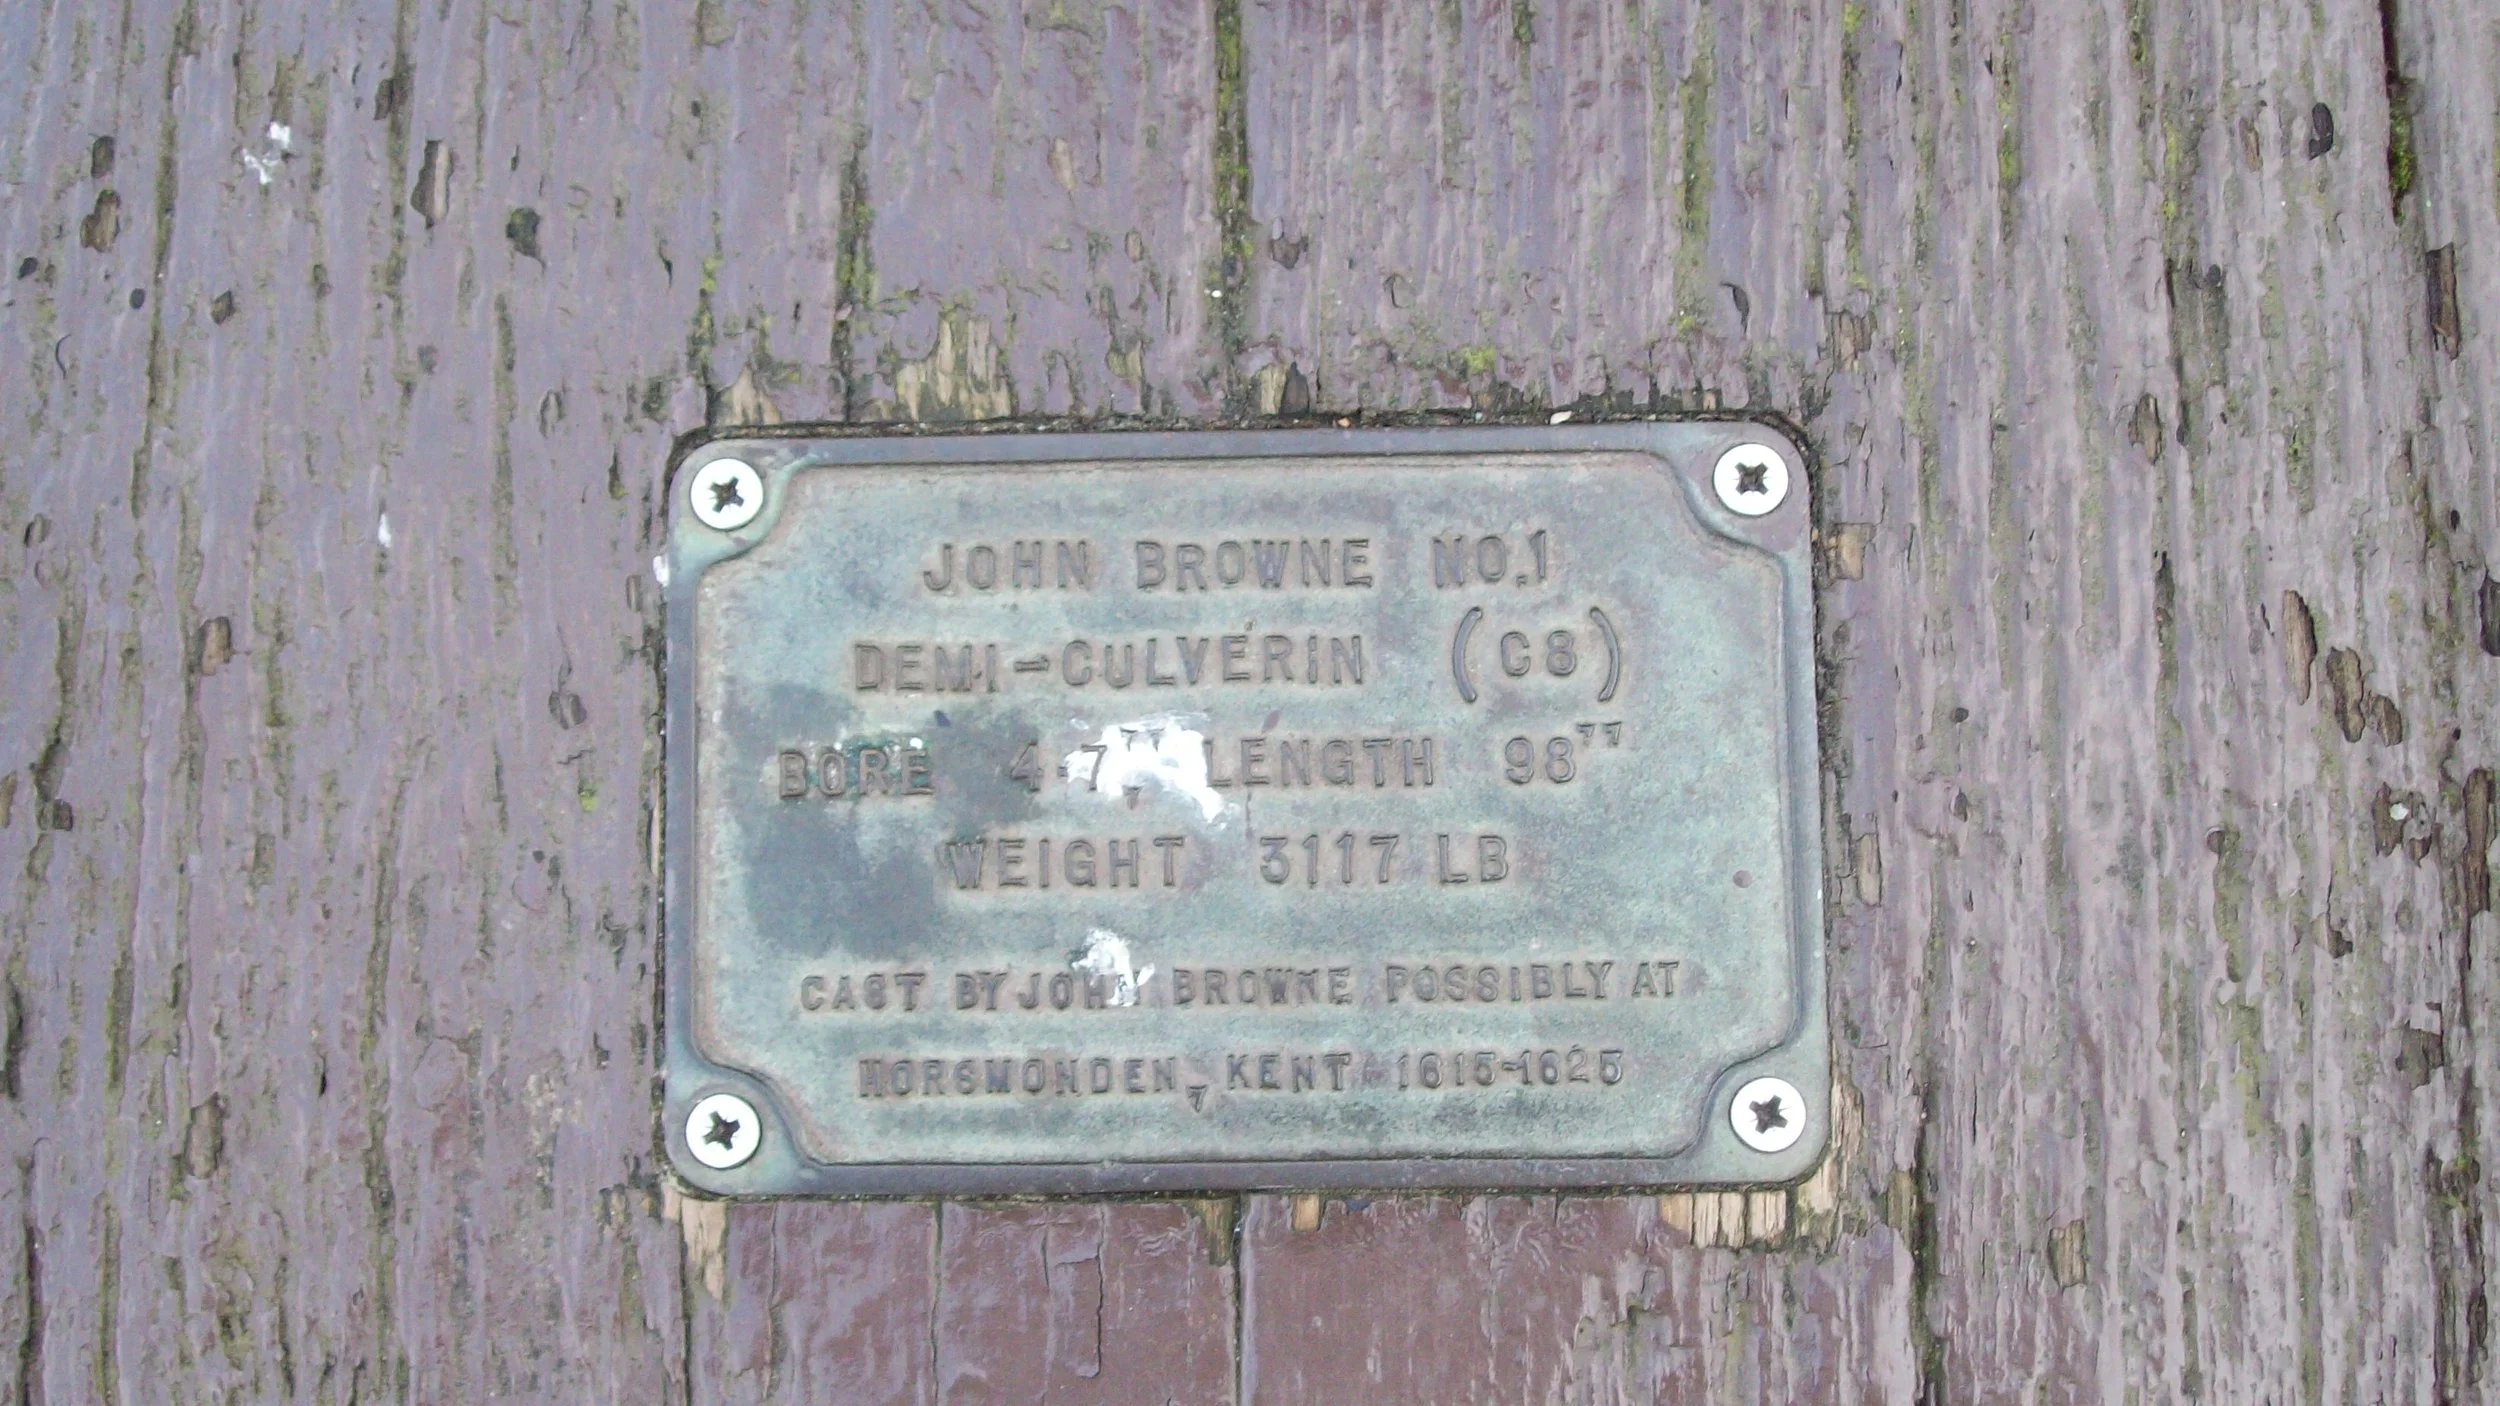 JOHN BROWNE NO.1
DEMI-CULVERIN (C8)
BORE 4.7" LENGTH 98"
WEIGHT 3117 LB
CAST BY JOHN BROWNE POSSIBLY AT
HORSMONDEN, KENT 1615-1625